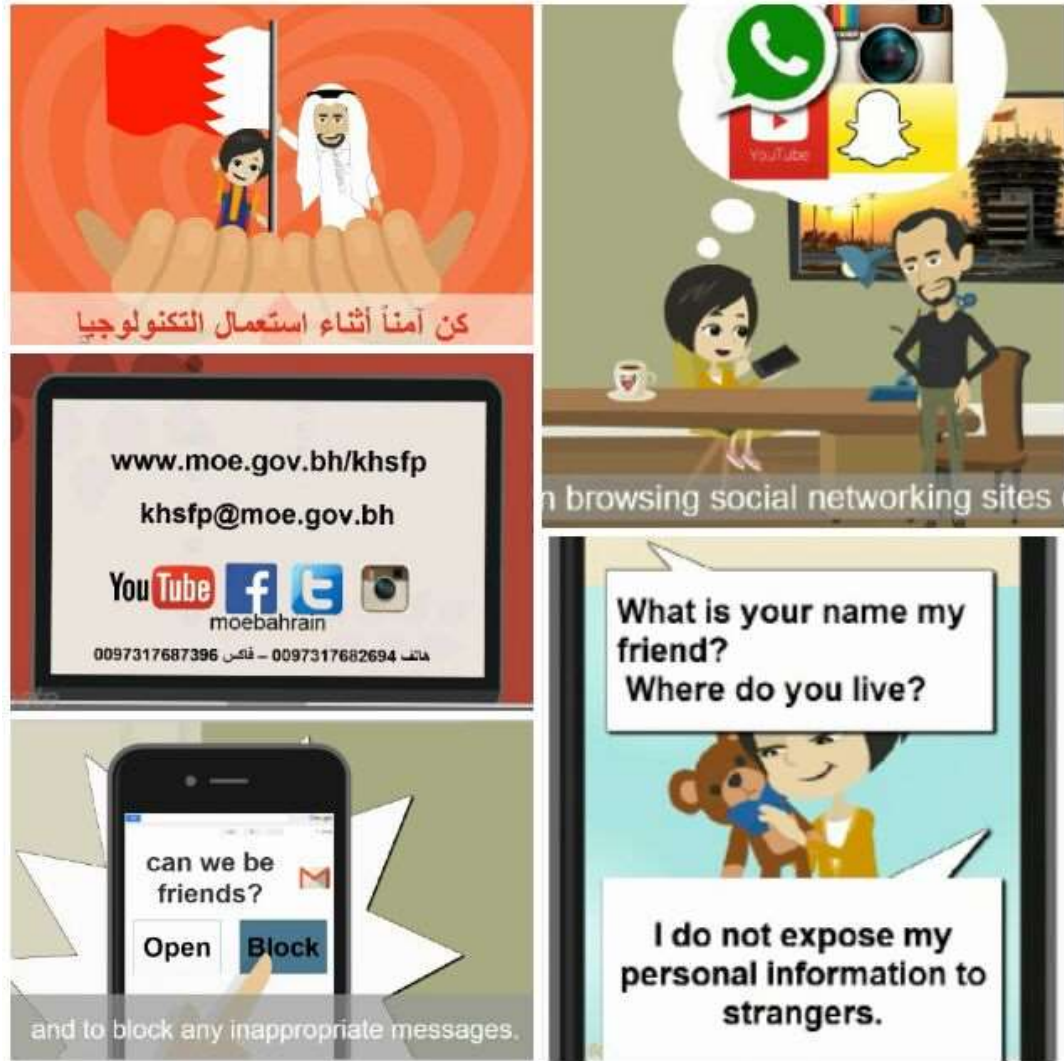 كن آمناً أثناء استعمال التكنولوجيا
www.moe.gov.bh/khsfp
khsfp@moe.gov.bh
You Tube
moebahrain
هاتف 0097317682694 – فاكس 0097317687396
can we be
friends?
Open Block
and to block any inappropriate messages.
YouTube
browsing social networking sites
What is your name my
friend?
Where do you live?
I do not expose my
personal information to
strangers.